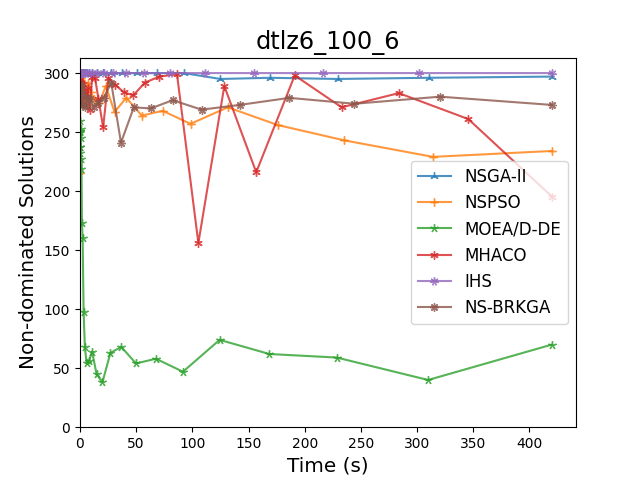 dtlz6_100_6
Non-dominated Solutions
300
250
200
150
100
50
0
NSGA-II
NSPSO
MOEA/D-DE
MHACO
IHS
NS-BRKGA
0 50 100 150 200 250 300 350 400
Time (s)